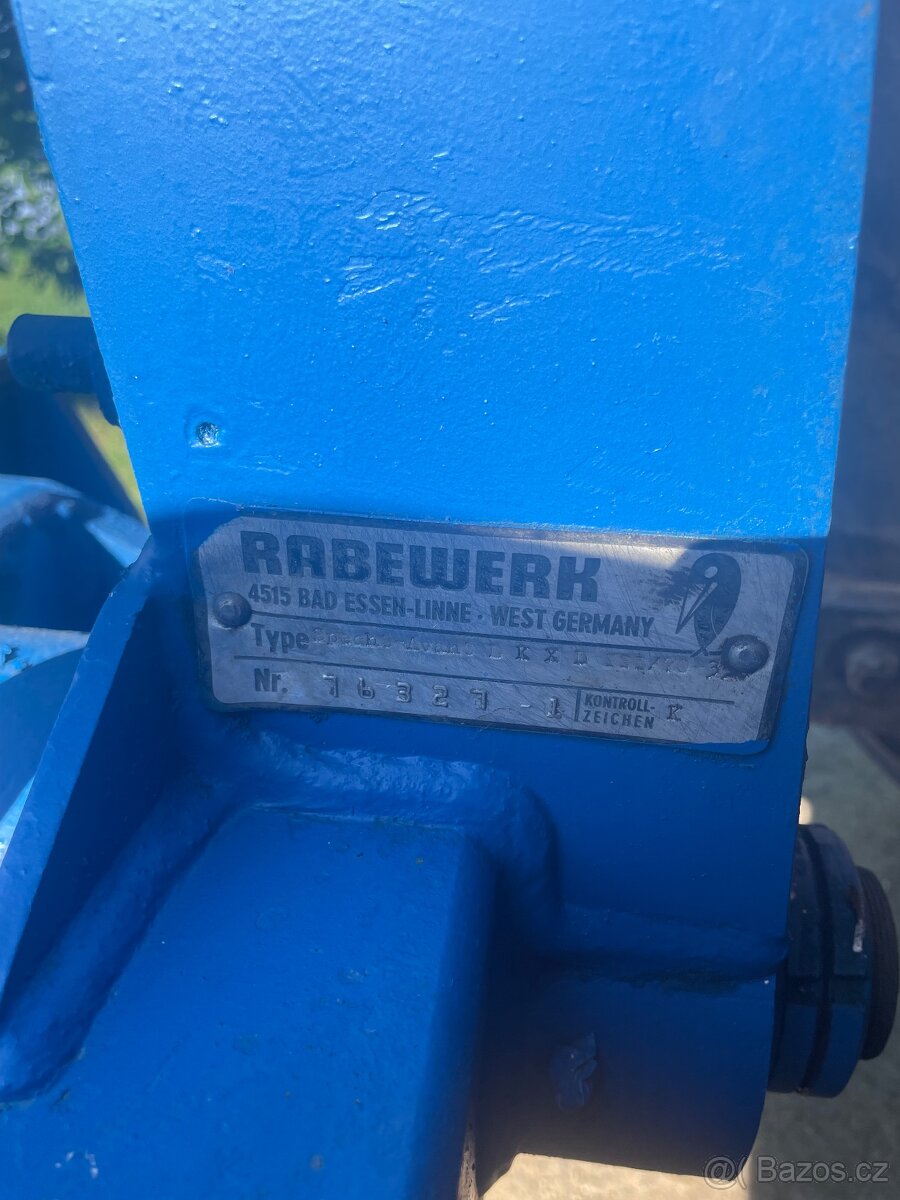 RABEWERK
4515 BAD ESSEN-LINNE · WEST GERMANY
Type K X D
Nr. 76327-1 KONTROLL-ZEICHEN K
@ Bazos.cz